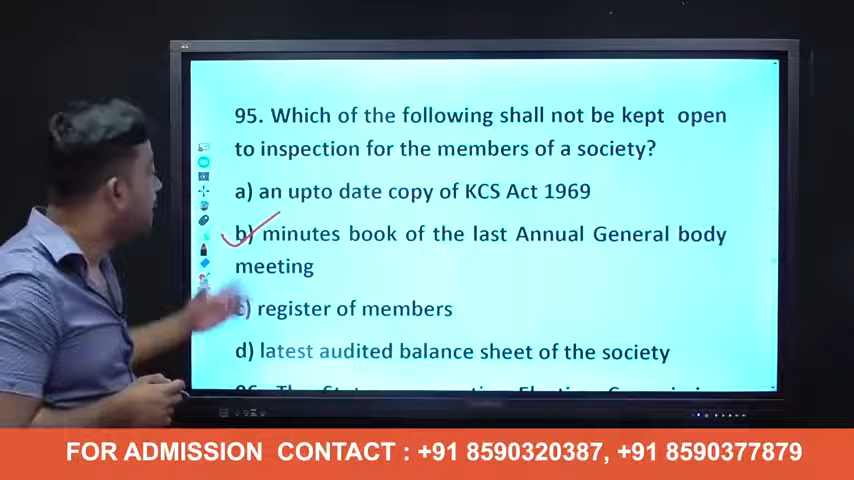 95. Which of the following shall not be kept open
to inspection for the members of a society?
a) an upto date copy of KCS Act 1969
b) minutes book of the last Annual General body
meeting
c) register of members
d) latest audited balance sheet of the society
FOR ADMISSION CONTACT : +91 8590320387, +91 8590377879